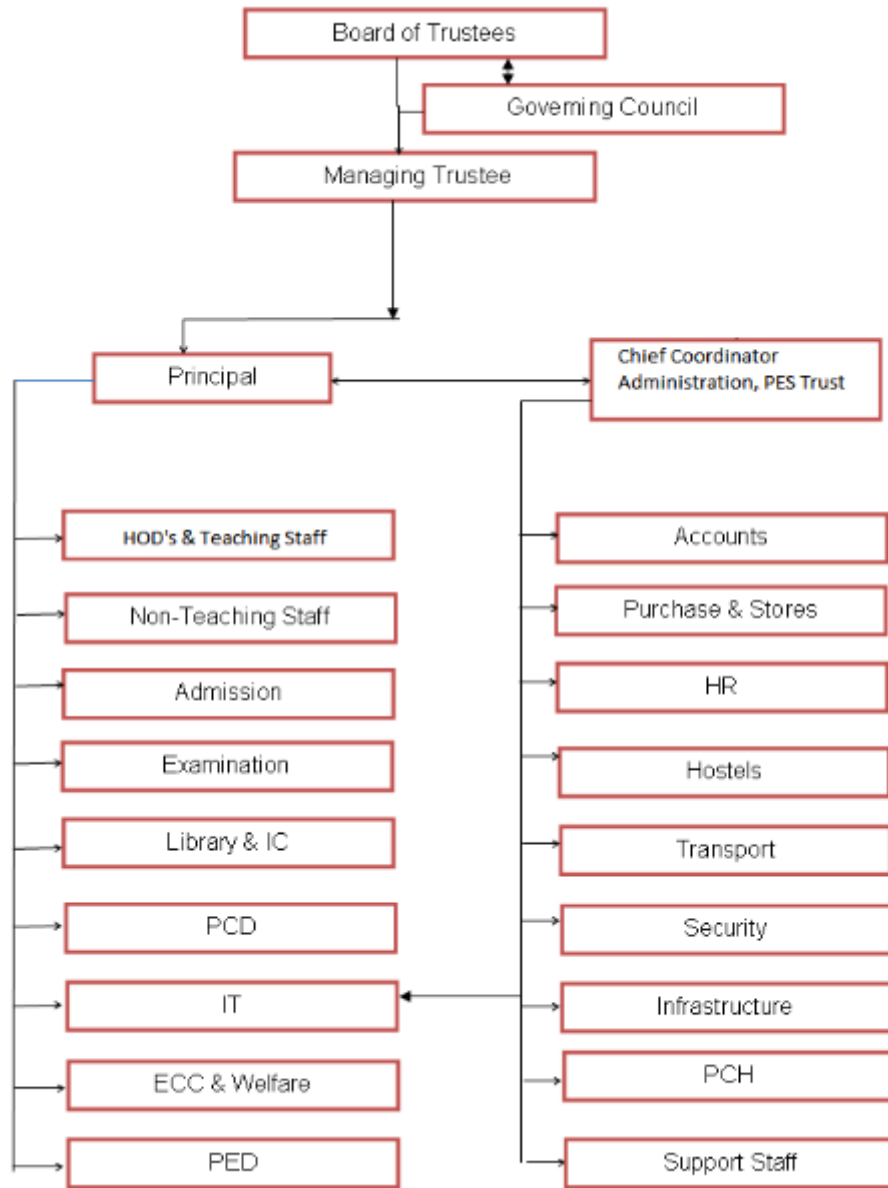 Board of Trustees
Governing Council
Managing Trustee
Principal
Chief Coordinator
Administration, PES Trust
HOD's & Teaching Staff
Non-Teaching Staff
Admission
Examination
Library & IC
PCD
IT
ECC & Welfare
PED
Accounts
Purchase & Stores
HR
Hostels
Transport
Security
Infrastructure
PCH
Support Staff